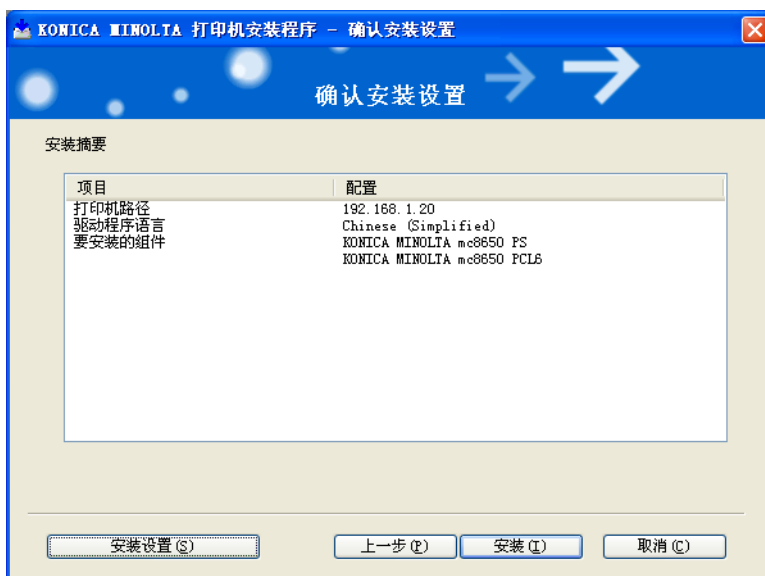 KONICA MINOLTA 打印机安装程序 - 确认安装设置
确认安装设置
安装摘要
项目 配置
打印机路径 192.168.1.20
驱动程序语言 Chinese (Simplified)
要安装的组件 KONICA MINOLTA mc8650 PS
KONICA MINOLTA mc8650 PCL6
安装设置(S) 上一步(P) 安装(I) 取消(C)